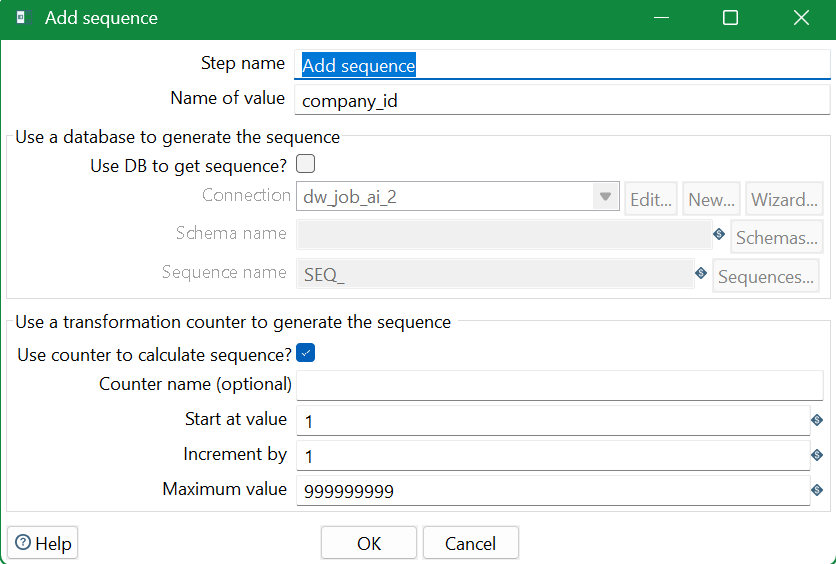 Add sequence
Step name Add sequence
Name of value company_id
Use a database to generate the sequence
Use DB to get sequence?
Connection dw_job_ai_2 Edit... New... Wizard...
Schema name Schemas...
Sequence name SEQ_ Sequences...
Use a transformation counter to generate the sequence
Use counter to calculate sequence?
Counter name (optional)
Start at value 1
Increment by 1
Maximum value 999999999
Help OK Cancel